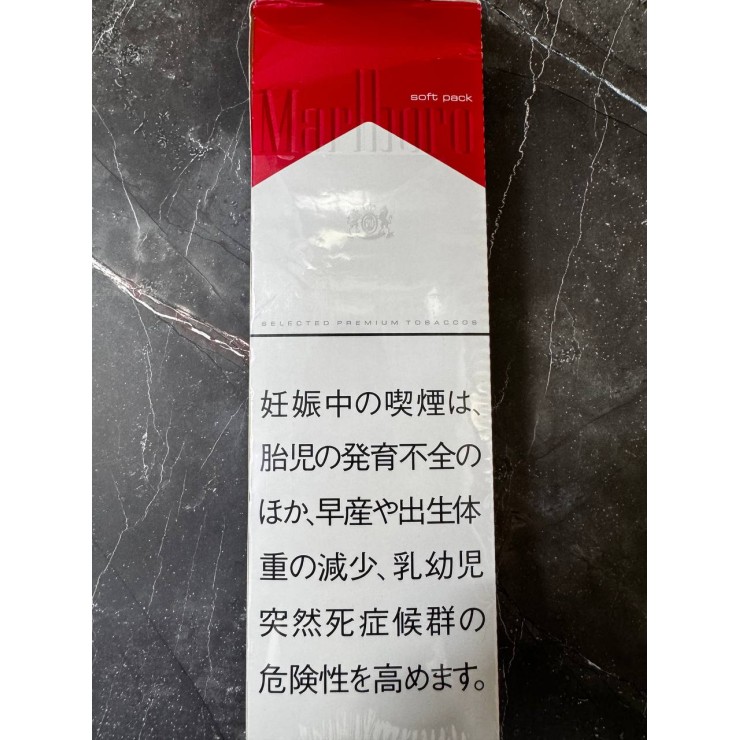 soft pack
Marlboro
SELECTED PREMIUM TOBACCOS
妊娠中の喫煙は、
胎児の発育不全の
ほか、早産や出生体
重の減少、乳幼児
突然死症候群の
危険性を高めます。